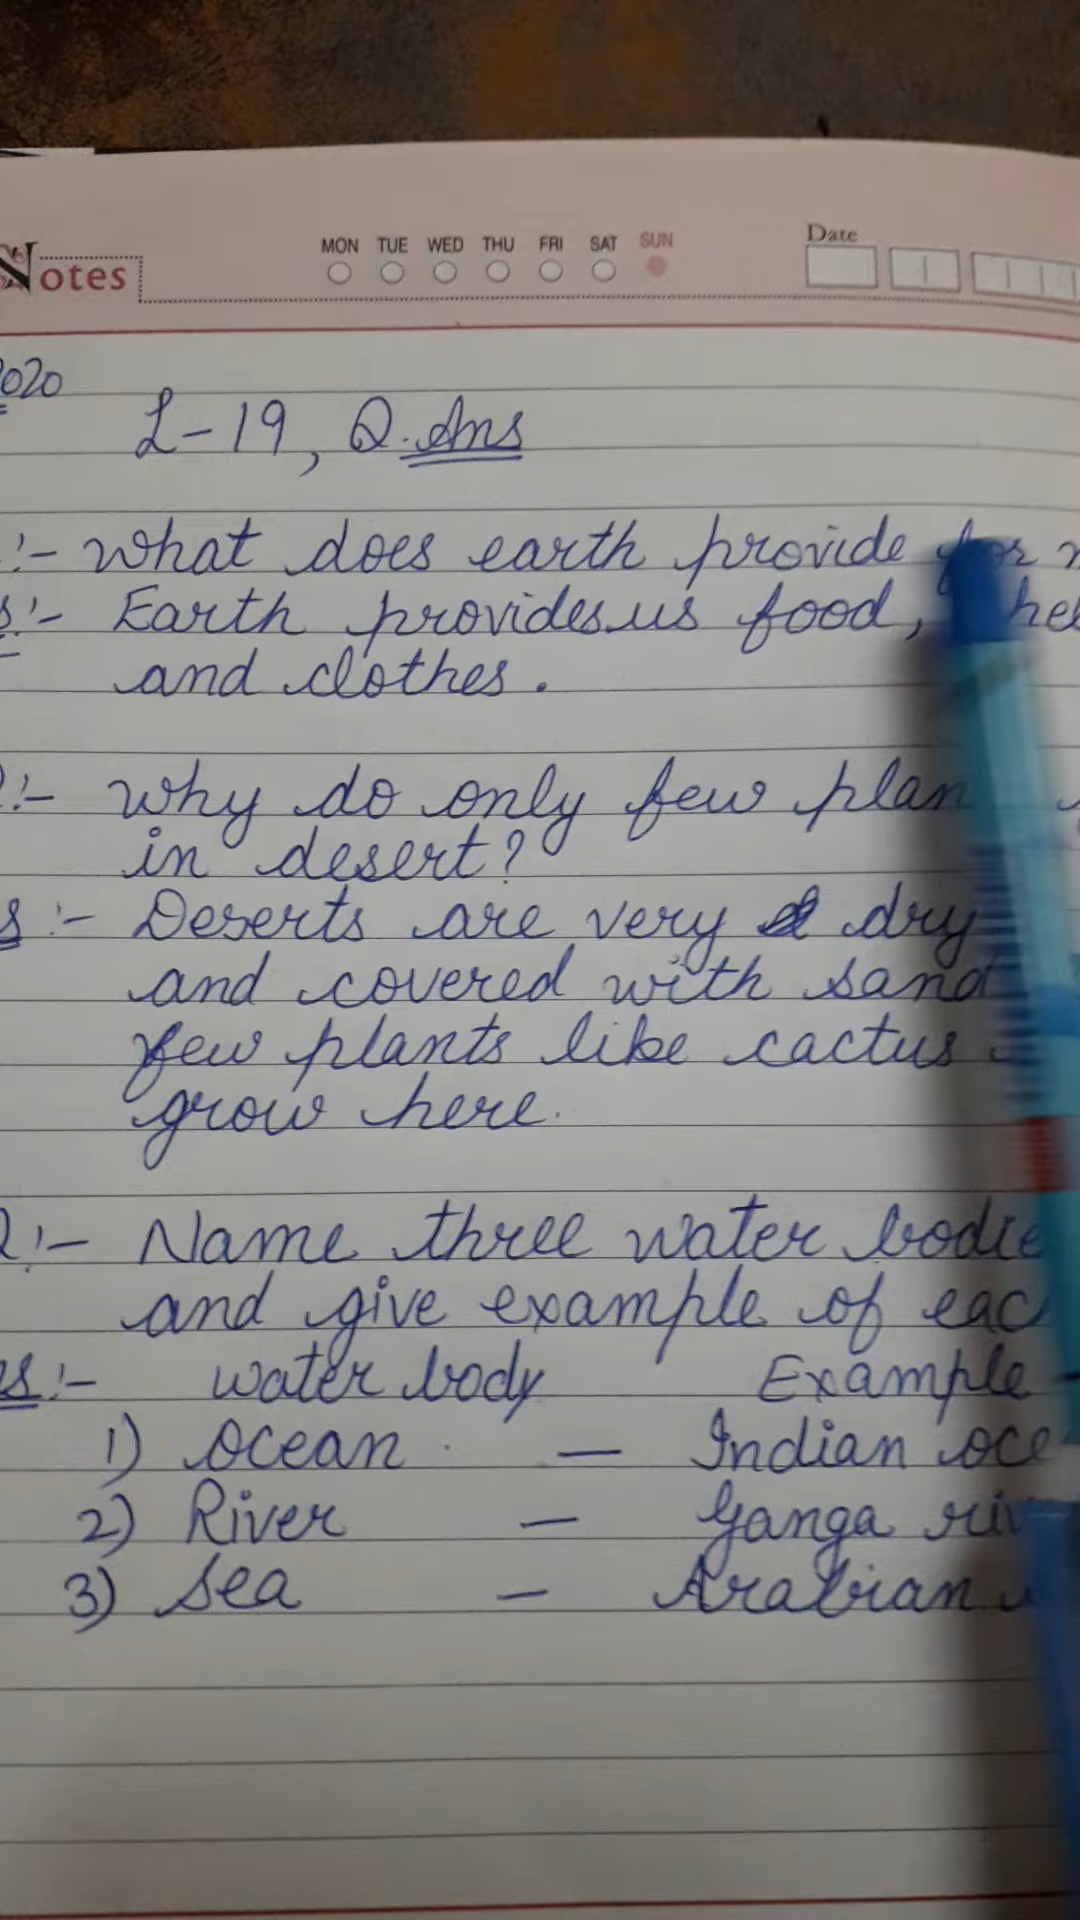 Notes
MON TUE WED THU FRI SAT SUN
Date
2020
L-19, Q.Ans
:- What does earth provide for
s:- Earth provides us food,
and clothes.
:- Why do only few
in desert?
s:- Deserts are very dry
and covered with sand
few plants like cactus
grow here.
Q:- Name three water
and give example of
s:- water body Example
1) Ocean — Indian
2) River — Ganga
3) Sea — Arabian